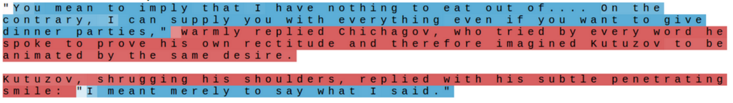 "You mean to imply that I have nothing to eat out of.... On the
contrary, I can supply you with everything even if you want to give
dinner parties," warmly replied Chichagov, who tried by every word he
spoke to prove his own rectitude and therefore imagined Kutuzov to be
animated by the same desire.
Kutuzov, shrugging his shoulders, replied with his subtle penetrating
smile: "I meant merely to say what I said."